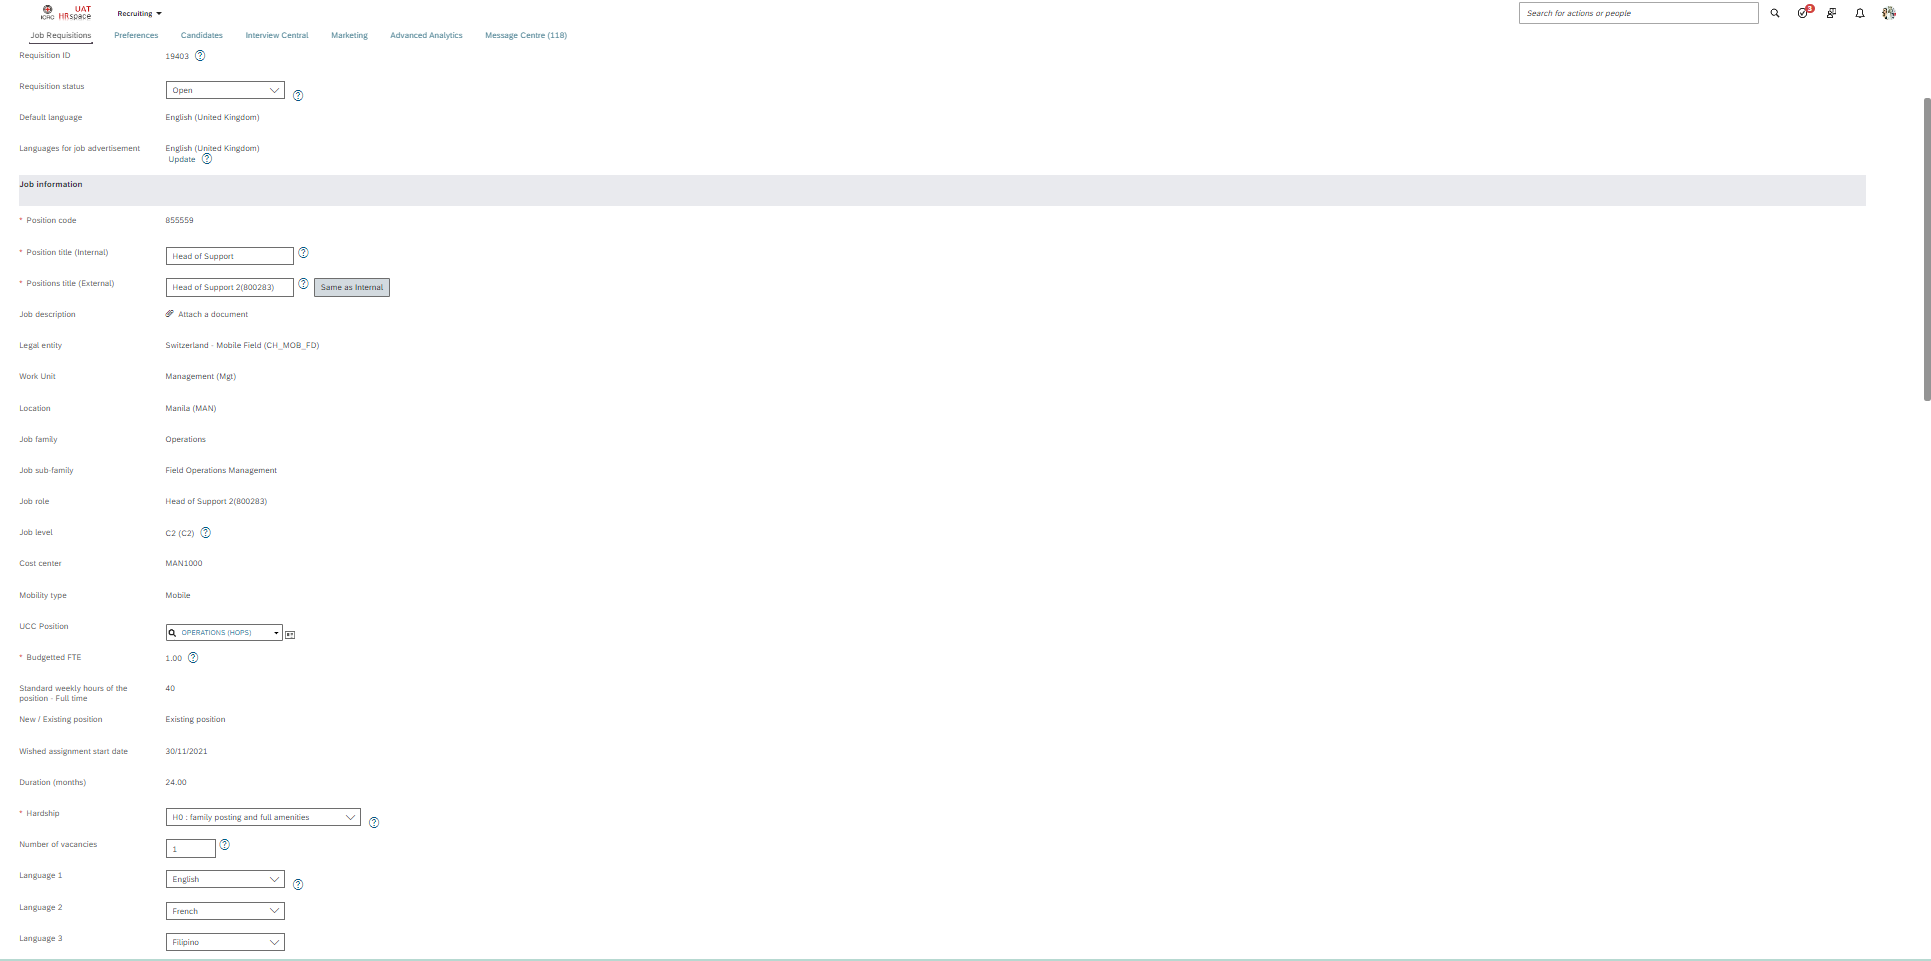 UAT
ICRC HRspace
Recruiting
Search for actions or people
3
Job Requisitions Preferences Candidates Interview Central Marketing Advanced Analytics Message Centre (118)
Requisition ID 19403 ?
Requisition status Open ?
Default language English (United Kingdom)
Languages for job advertisement English (United Kingdom)
Update ?
Job information
* Position code 855559
* Position title (Internal) Head of Support ?
* Positions title (External) Head of Support 2(800283) ? Same as Internal
Job description Attach a document
Legal entity Switzerland - Mobile Field (CH_MOB_FD)
Work Unit Management (Mgt)
Location Manila (MAN)
Job family Operations
Job sub-family Field Operations Management
Job role Head of Support 2(800283)
Job level C2 (C2) ?
Cost center MAN1000
Mobility type Mobile
UCC Position OPERATIONS (HOPS)
* Budgetted FTE 1.00 ?
Standard weekly hours of the 40
position - Full time
New / Existing position Existing position
Wished assignment start date 30/11/2021
Duration (months) 24.00
* Hardship H0 : family posting and full amenities ?
Number of vacancies 1 ?
Language 1 English ?
Language 2 French
Language 3 Filipino